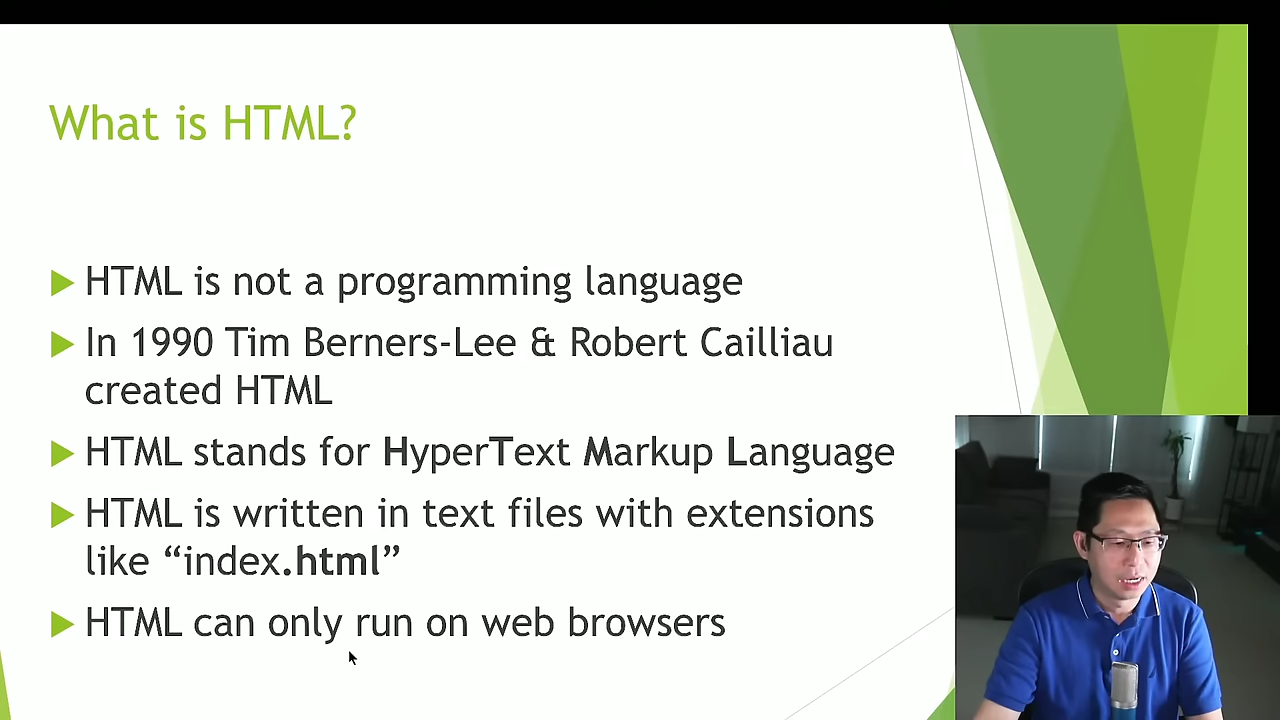 What is HTML?
HTML is not a programming language
In 1990 Tim Berners-Lee & Robert Cailliau
created HTML
HTML stands for HyperText Markup Language
HTML is written in text files with extensions
like “index.html”
HTML can only run on web browsers